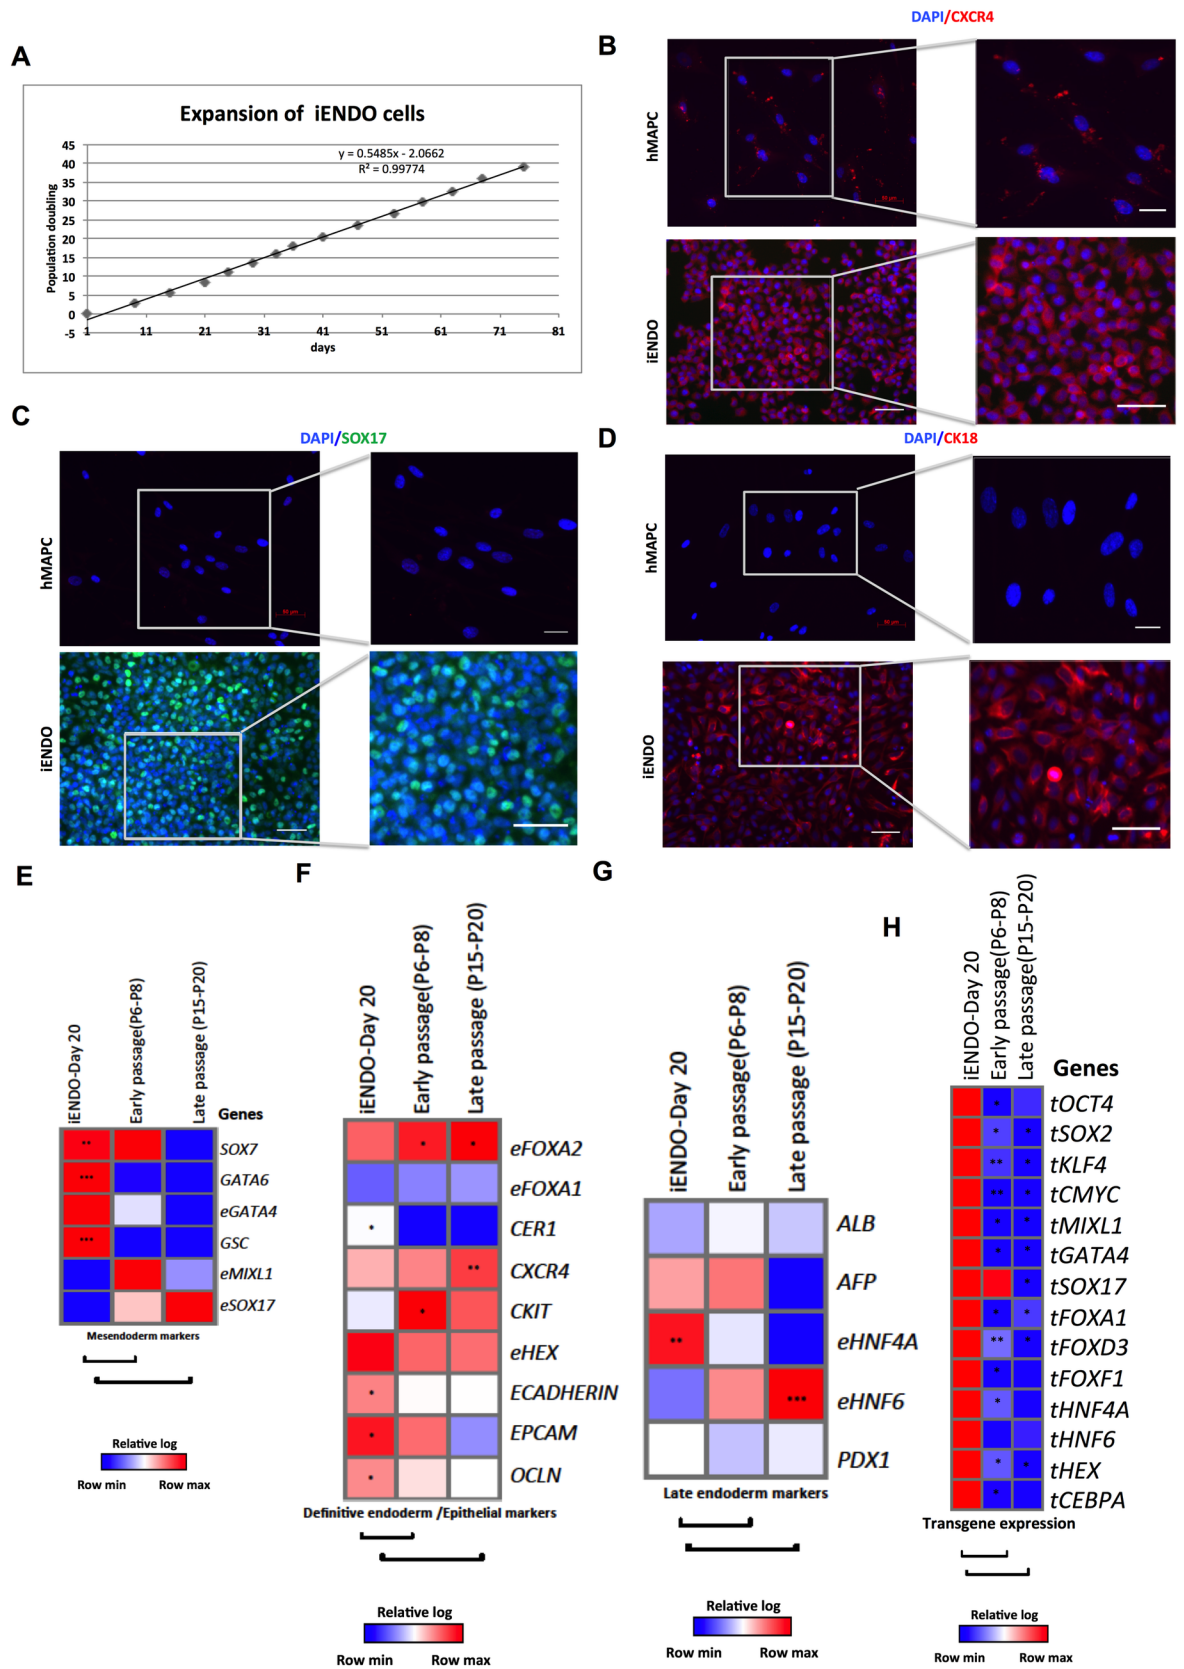 A
Expansion of iENDO cells
y = 0.5485x - 2.0662
R² = 0.99774
Population doubling
45
40
35
30
25
20
15
10
5
0
-5
1 11 21 31 41 51 61 71 81
days
B
DAPI/CXCR4
hMAPC
iENDO
C
DAPI/SOX17
hMAPC
iENDO
D
DAPI/CK18
hMAPC
iENDO
E
iENDO-Day 20
Early passage(P6-P8)
Late passage (P15-P20)
Genes
** SOX7
*** GATA6
eGATA4
*** GSC
eMIXL1
eSOX17
Mesendoderm markers
Relative log
Row min Row max
F
iENDO-Day 20
Early passage(P6-P8)
Late passage (P15-P20)
* * eFOXA2
eFOXA1
* CER1
** CXCR4
* CKIT
eHEX
* ECADHERIN
* EPCAM
* OCLN
Definitive endoderm /Epithelial markers
Relative log
Row min Row max
G
iENDO-Day 20
Early passage(P6-P8)
Late passage (P15-P20)
ALB
AFP
** eHNF4A
*** eHNF6
PDX1
Late endoderm markers
Relative log
Row min Row max
H
iENDO-Day 20
Early passage(P6-P8)
Late passage(P15-P20)
Genes
* tOCT4
* * tSOX2
** * tKLF4
** * tCMYC
* * tMIXL1
* * tGATA4
* tSOX17
* * tFOXA1
** * tFOXD3
* tFOXF1
* tHNF4A
tHNF6
* * tHEX
* tCEBPA
Transgene expression
Relative log
Row min Row max